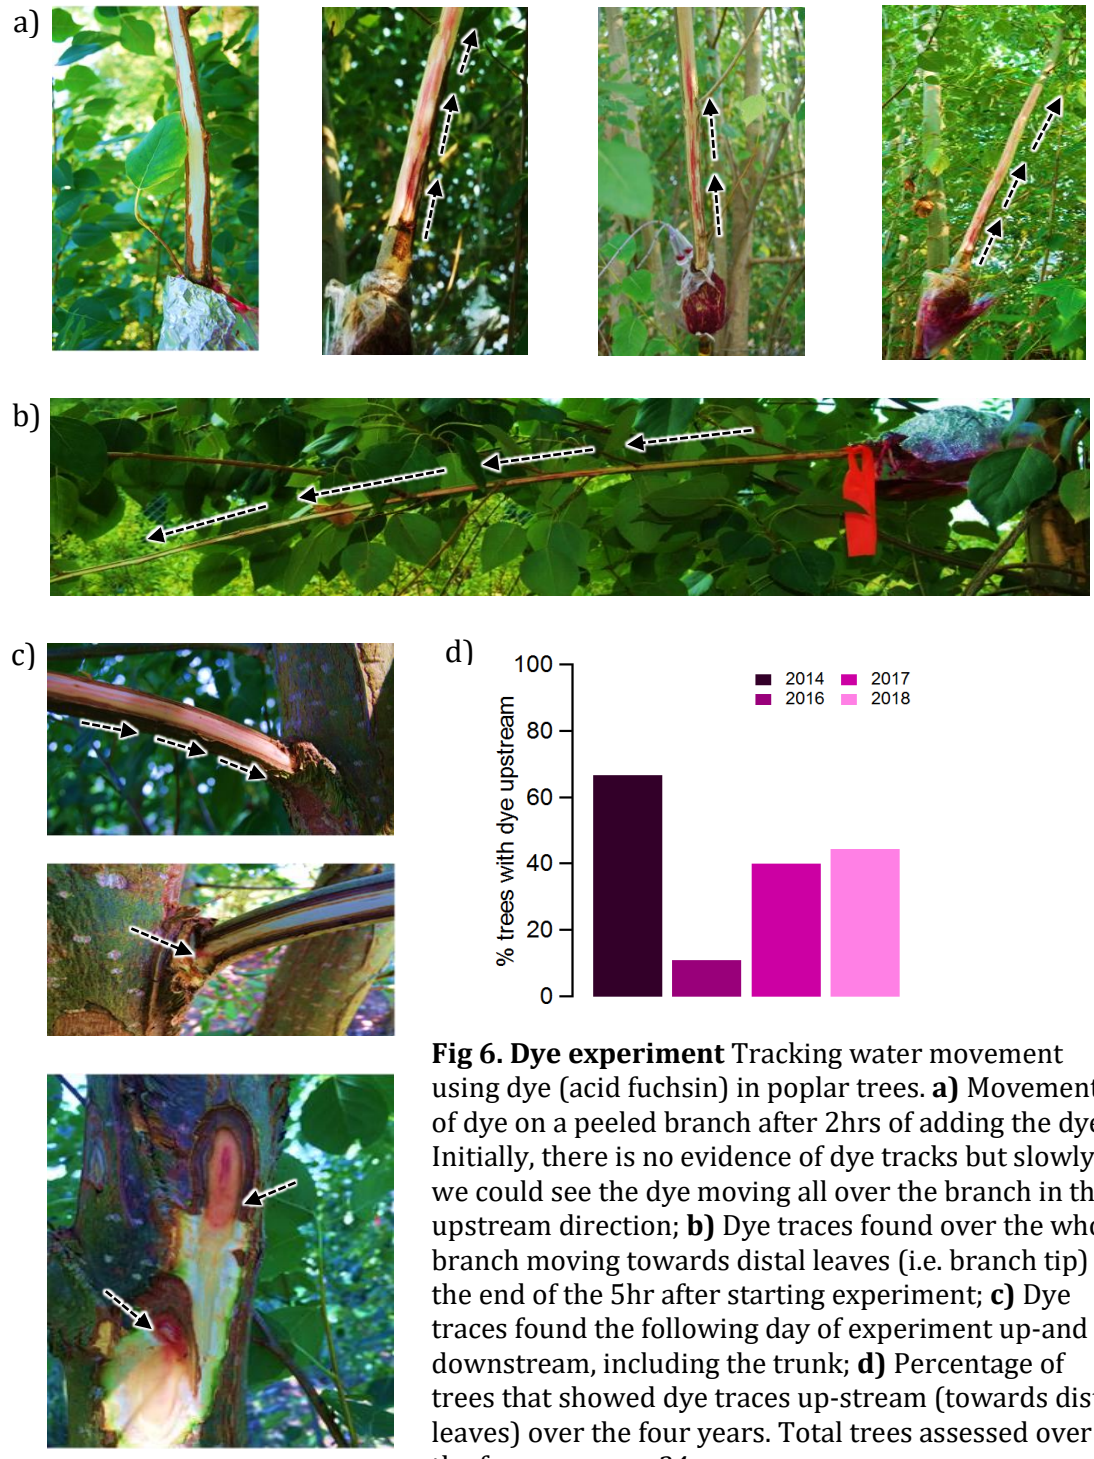 a)
b)
c)
d)
% trees with dye upstream
100
80
60
40
20
0
2014 2017
2016 2018
Fig 6. Dye experiment Tracking water movement
using dye (acid fuchsin) in poplar trees. a) Movement
of dye on a peeled branch after 2hrs of adding the dye
Initially, there is no evidence of dye tracks but slowly
we could see the dye moving all over the branch in th
upstream direction; b) Dye traces found over the who
branch moving towards distal leaves (i.e. branch tip)
the end of the 5hr after starting experiment; c) Dye
traces found the following day of experiment up-and
downstream, including the trunk; d) Percentage of
trees that showed dye traces up-stream (towards dist
leaves) over the four years. Total trees assessed over